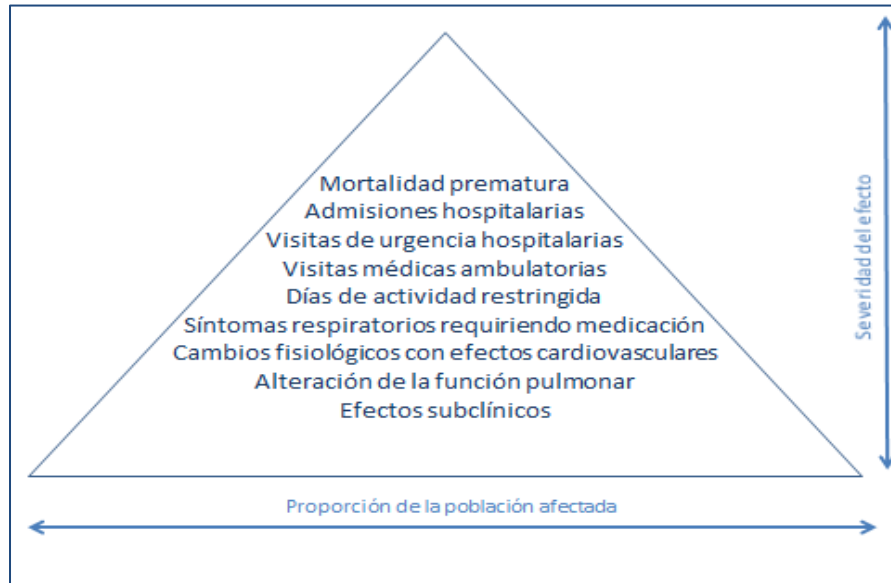 Mortalidad prematura
Admisiones hospitalarias
Visitas de urgencia hospitalarias
Visitas médicas ambulatorias
Días de actividad restringida
Síntomas respiratorios requiriendo medicación
Cambios fisiológicos con efectos cardiovasculares
Alteración de la función pulmonar
Efectos subclínicos
Severidad del efecto
Proporción de la población afectada